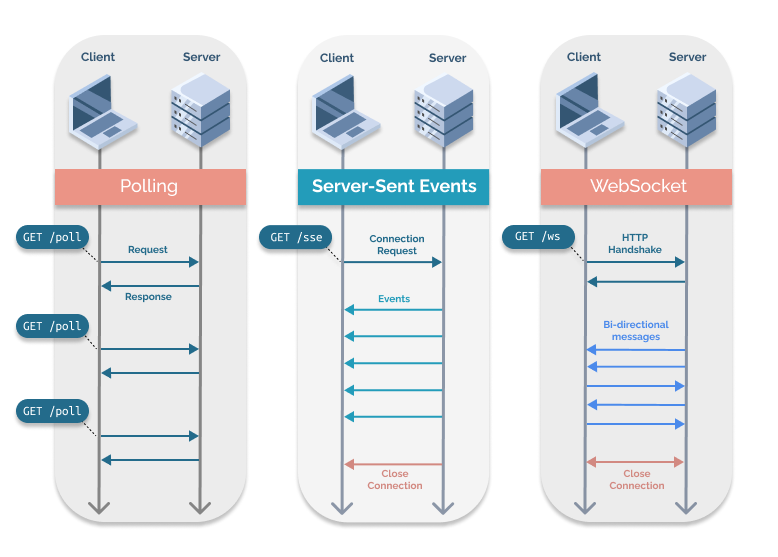 Client Server
Polling
GET /poll
Request
Response
GET /poll
GET /poll
Client Server
Server-Sent Events
GET /sse
Connection
Request
Events
Close
Connection
Client Server
WebSocket
GET /ws
HTTP
Handshake
Bi-directional
messages
Close
Connection